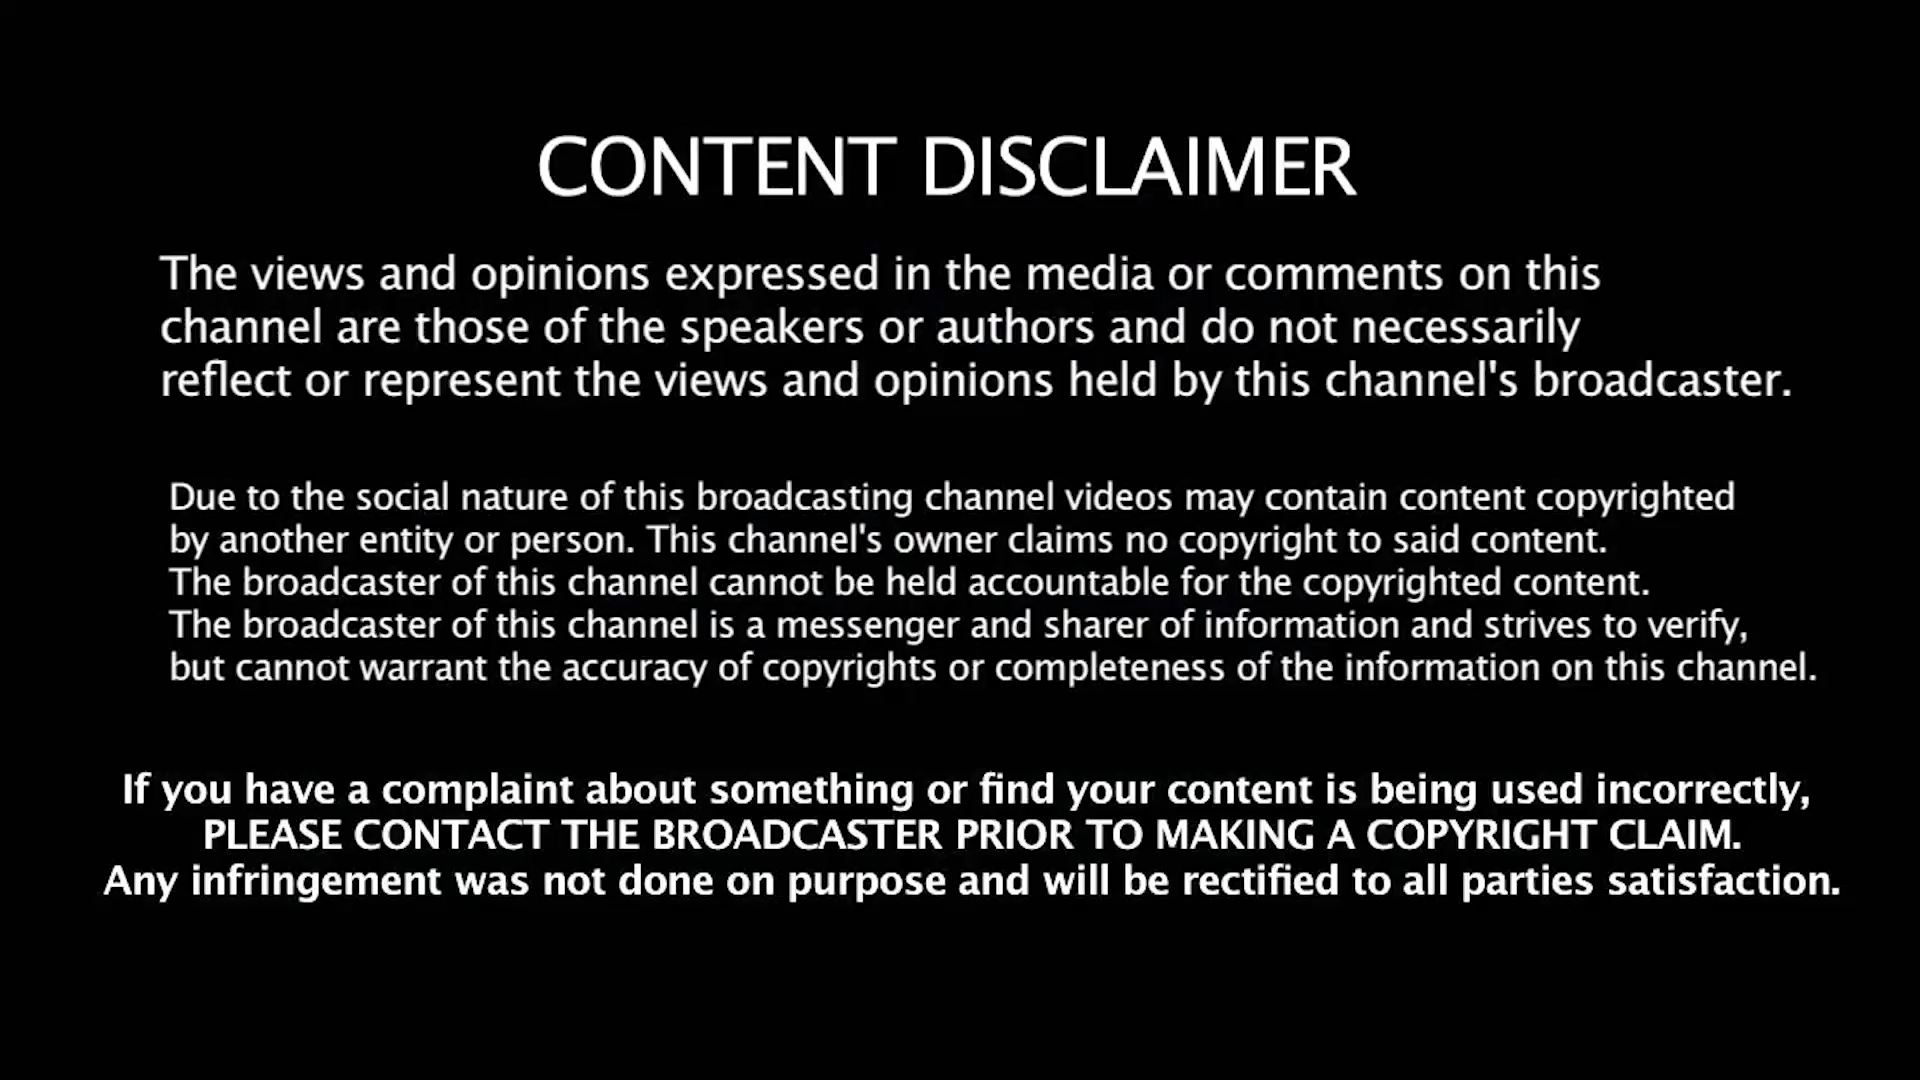 CONTENT DISCLAIMER
The views and opinions expressed in the media or comments on this
channel are those of the speakers or authors and do not necessarily
reflect or represent the views and opinions held by this channel's broadcaster.
Due to the social nature of this broadcasting channel videos may contain content copyrighted
by another entity or person. This channel's owner claims no copyright to said content.
The broadcaster of this channel cannot be held accountable for the copyrighted content.
The broadcaster of this channel is a messenger and sharer of information and strives to verify,
but cannot warrant the accuracy of copyrights or completeness of the information on this channel.
If you have a complaint about something or find your content is being used incorrectly,
PLEASE CONTACT THE BROADCASTER PRIOR TO MAKING A COPYRIGHT CLAIM.
Any infringement was not done on purpose and will be rectified to all parties satisfaction.